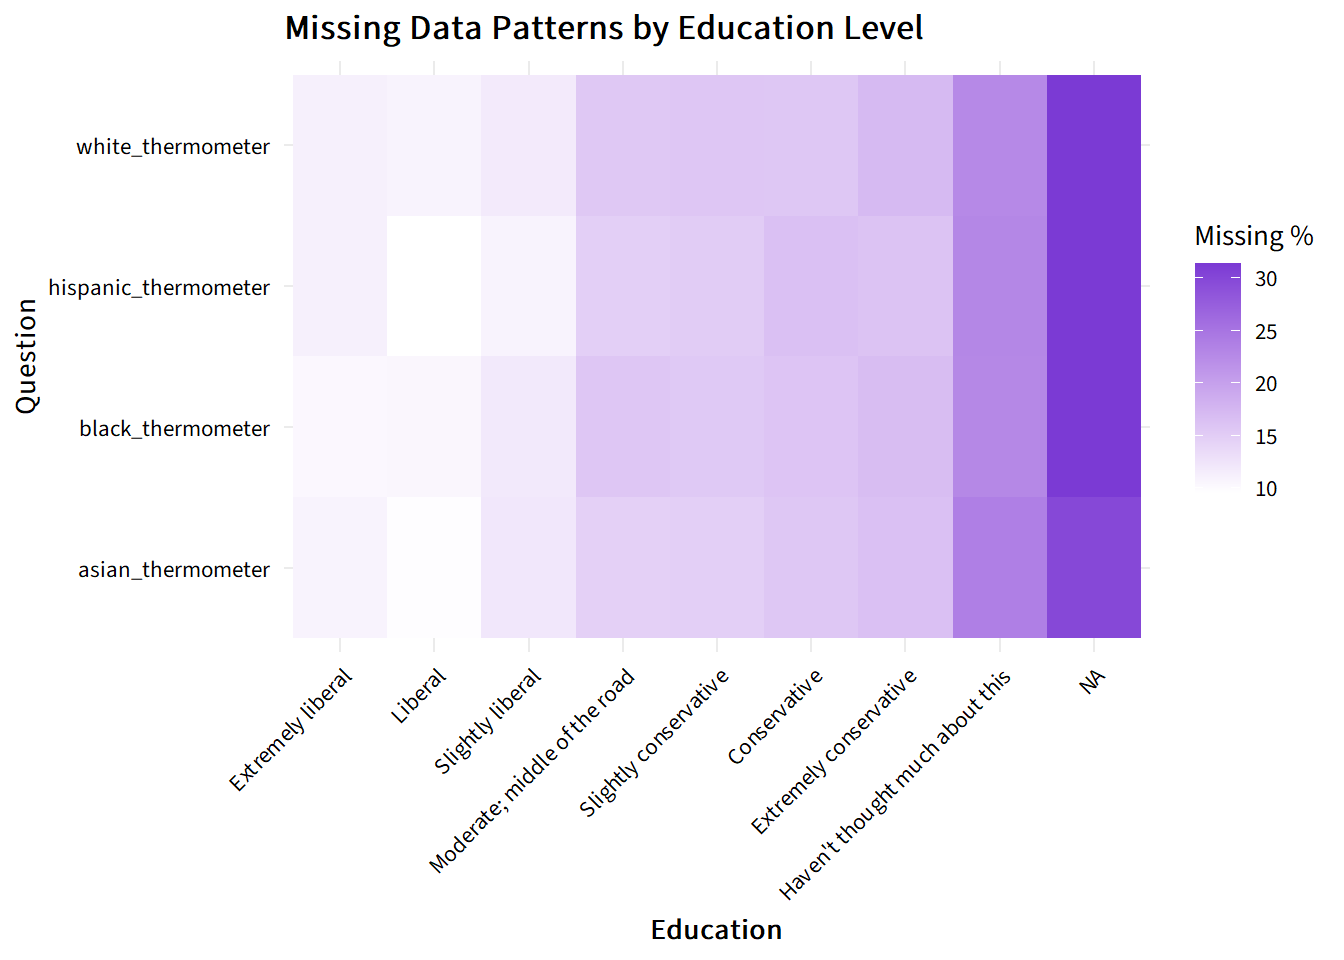 Missing Data Patterns by Education Level
Question
white_thermometer
hispanic_thermometer
black_thermometer
asian_thermometer
Extremely liberal
Liberal
Slightly liberal
Moderate; middle of the road
Slightly conservative
Conservative
Extremely conservative
Haven't thought much about this
NA
Education
Missing %
30
25
20
15
10